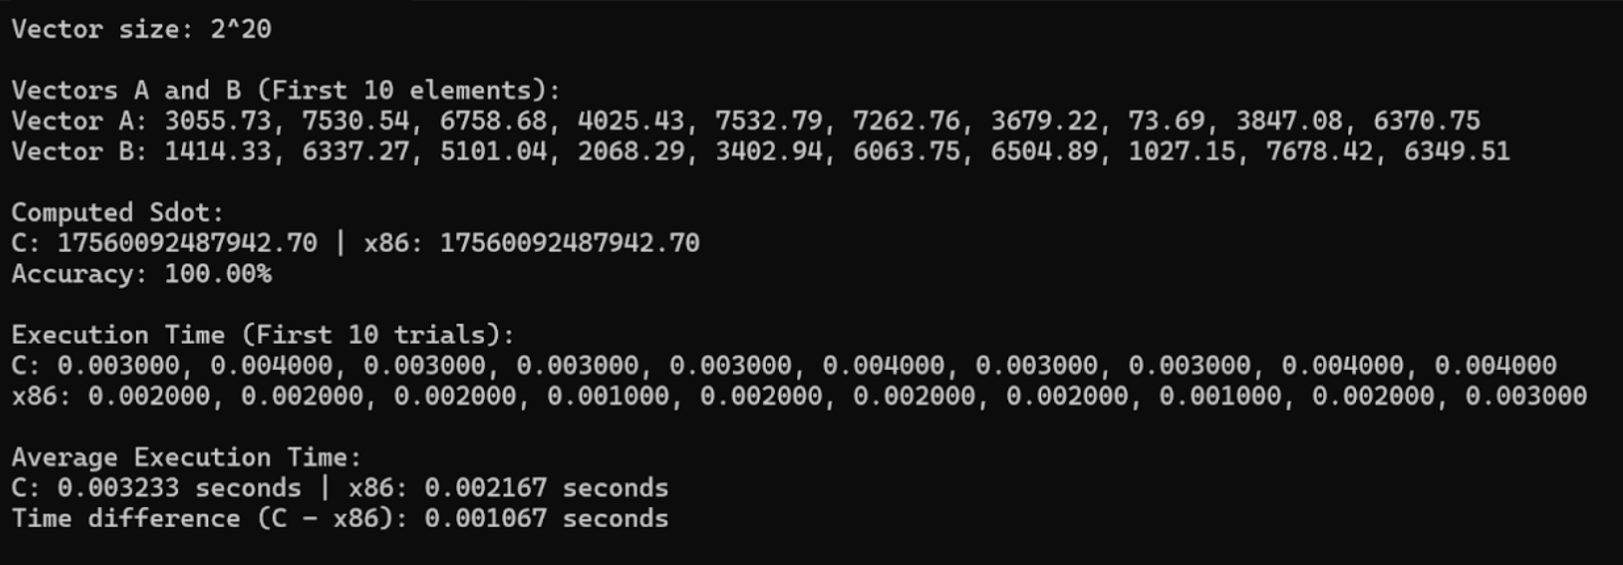 Vector size: 2^20
Vectors A and B (First 10 elements):
Vector A: 3055.73, 7530.54, 6758.68, 4025.43, 7532.79, 7262.76, 3679.22, 73.69, 3847.08, 6370.75
Vector B: 1414.33, 6337.27, 5101.04, 2068.29, 3402.94, 6063.75, 6504.89, 1027.15, 7678.42, 6349.51
Computed Sdot:
C: 17560092487942.70 | x86: 17560092487942.70
Accuracy: 100.00%
Execution Time (First 10 trials):
C: 0.003000, 0.004000, 0.003000, 0.003000, 0.003000, 0.004000, 0.003000, 0.003000, 0.004000, 0.004000
x86: 0.002000, 0.002000, 0.002000, 0.001000, 0.002000, 0.002000, 0.002000, 0.001000, 0.002000, 0.003000
Average Execution Time:
C: 0.003233 seconds | x86: 0.002167 seconds
Time difference (C - x86): 0.001067 seconds